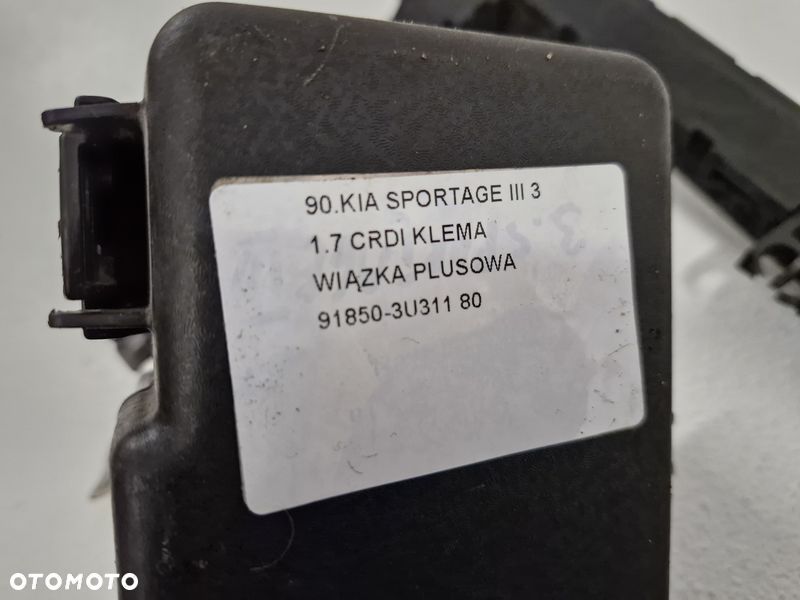 90.KIA SPORTAGE III 3
1.7 CRDI KLEMA
WIĄZKA PLUSOWA
91850-3U311 80
OTOMOTO